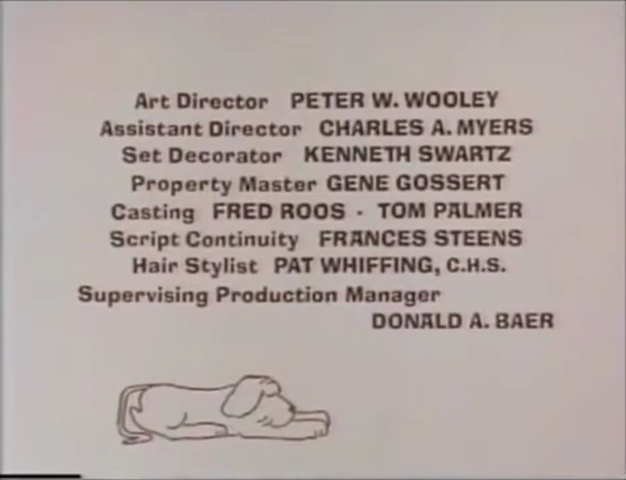 Art Director PETER W. WOOLEY
Assistant Director CHARLES A. MYERS
Set Decorator KENNETH SWARTZ
Property Master GENE GOSSERT
Casting FRED ROOS - TOM PALMER
Script Continuity FRANCES STEENS
Hair Stylist PAT WHIFFING, C.H.S.
Supervising Production Manager
DONALD A. BAER